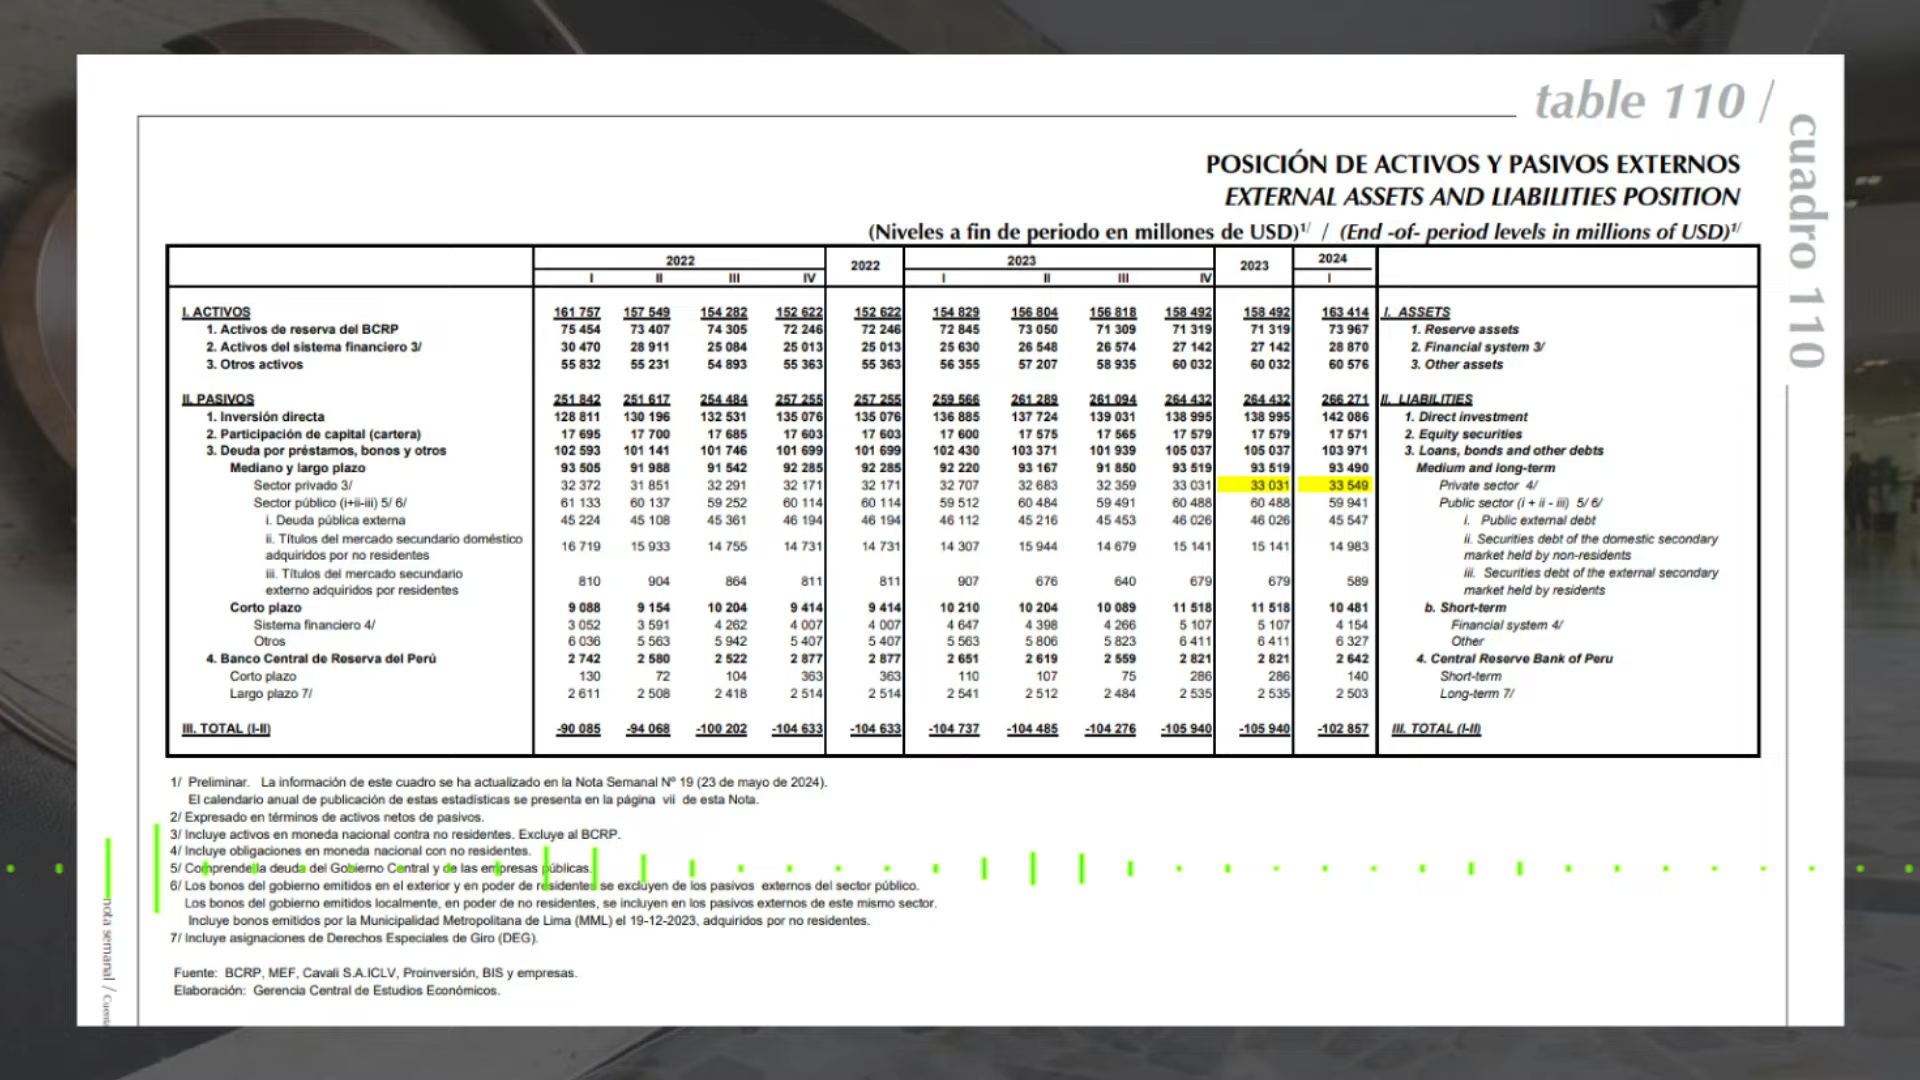 table 110 /
cuadro 110
POSICIÓN DE ACTIVOS Y PASIVOS EXTERNOS
EXTERNAL ASSETS AND LIABILITIES POSITION
(Niveles a fin de periodo en millones de USD)1/ / (End -of- period levels in millions of USD)1/
2022 2022 2023 2023 2024
I II III IV I II III IV I
I. ACTIVOS 161 757 157 549 154 282 152 622 152 622 154 829 156 804 156 818 158 492 158 492 163 414 I. ASSETS
1. Activos de reserva del BCRP 75 454 73 407 74 305 72 246 72 246 72 845 73 050 71 309 71 319 71 319 73 967 1. Reserve assets
2. Activos del sistema financiero 3/ 30 470 28 911 25 084 25 013 25 013 25 630 26 548 26 574 27 142 27 142 28 870 2. Financial system 3/
3. Otros activos 55 832 55 231 54 893 55 363 55 363 56 355 57 207 58 935 60 032 60 032 60 576 3. Other assets
II. PASIVOS 251 842 251 617 254 484 257 255 257 255 259 566 261 289 261 094 264 432 264 432 266 271 II. LIABILITIES
1. Inversión directa 128 811 130 196 132 531 135 076 135 076 136 885 137 724 139 031 138 995 138 995 142 086 1. Direct investment
2. Participación de capital (cartera) 17 695 17 700 17 685 17 603 17 603 17 600 17 575 17 565 17 579 17 579 17 571 2. Equity securities
3. Deuda por préstamos, bonos y otros 102 593 101 141 101 746 101 699 101 699 102 430 103 371 101 939 105 037 105 037 103 971 3. Loans, bonds and other debts
Mediano y largo plazo 93 505 91 988 91 542 92 285 92 285 92 220 93 167 91 850 93 519 93 519 93 490 Medium and long-term
Sector privado 3/ 32 372 31 851 32 291 32 171 32 171 32 707 32 683 32 359 33 031 33 031 33 549 Private sector 4/
Sector público (i+ii-iii) 5/ 6/ 61 133 60 137 59 252 60 114 60 114 59 512 60 484 59 491 60 488 60 488 59 941 Public sector (i + ii - iii) 5/ 6/
i. Deuda pública externa 45 224 45 108 45 361 46 194 46 194 46 112 45 216 45 453 46 026 46 026 45 547 i. Public external debt
ii. Títulos del mercado secundario doméstico adquiridos por no residentes 16 719 15 933 14 755 14 731 14 731 14 307 15 944 14 679 15 141 15 141 14 983 ii. Securities debt of the domestic secondary market held by non-residents
iii. Títulos del mercado secundario externo adquiridos por residentes 810 904 864 811 811 907 676 640 679 679 589 iii. Securities debt of the external secondary market held by residents
Corto plazo 9 088 9 154 10 204 9 414 9 414 10 210 10 204 10 089 11 518 11 518 10 481 b. Short-term
Sistema financiero 4/ 3 052 3 591 4 262 4 007 4 007 4 647 4 398 4 266 5 107 5 107 4 154 Financial system 4/
Otros 6 036 5 563 5 942 5 407 5 407 5 563 5 806 5 823 6 411 6 411 6 327 Other
4. Banco Central de Reserva del Perú 2 742 2 580 2 522 2 877 2 877 2 651 2 619 2 559 2 821 2 821 2 642 4. Central Reserve Bank of Peru
Corto plazo 130 72 104 363 363 110 107 75 286 286 140 Short-term
Largo plazo 7/ 2 611 2 508 2 418 2 514 2 514 2 541 2 512 2 484 2 535 2 535 2 503 Long-term 7/
III. TOTAL (I-II) -90 085 -94 068 -100 202 -104 633 -104 633 -104 737 -104 485 -104 276 -105 940 -105 940 -102 857 III. TOTAL (I-II)
1/ Preliminar. La información de este cuadro se ha actualizado en la Nota Semanal Nº 19 (23 de mayo de 2024).
El calendario anual de publicación de estas estadísticas se presenta en la página vii de esta Nota.
2/ Expresado en términos de activos netos de pasivos.
3/ Incluye activos en moneda nacional contra no residentes. Excluye al BCRP.
4/ Incluye obligaciones en moneda nacional con no residentes.
5/ Comprende la deuda del Gobierno Central y de las empresas públicas.
6/ Los bonos del gobierno emitidos en el exterior y en poder de residentes se excluyen de los pasivos externos del sector público.
Los bonos del gobierno emitidos localmente, en poder de no residentes, se incluyen en los pasivos externos de este mismo sector.
Incluye bonos emitidos por la Municipalidad Metropolitana de Lima (MML) el 19-12-2023, adquiridos por no residentes.
7/ Incluye asignaciones de Derechos Especiales de Giro (DEG).
Fuente: BCRP, MEF, Cavali S.A.ICLV, Proinversión, BIS y empresas.
Elaboración: Gerencia Central de Estudios Económicos.
nota semanal /